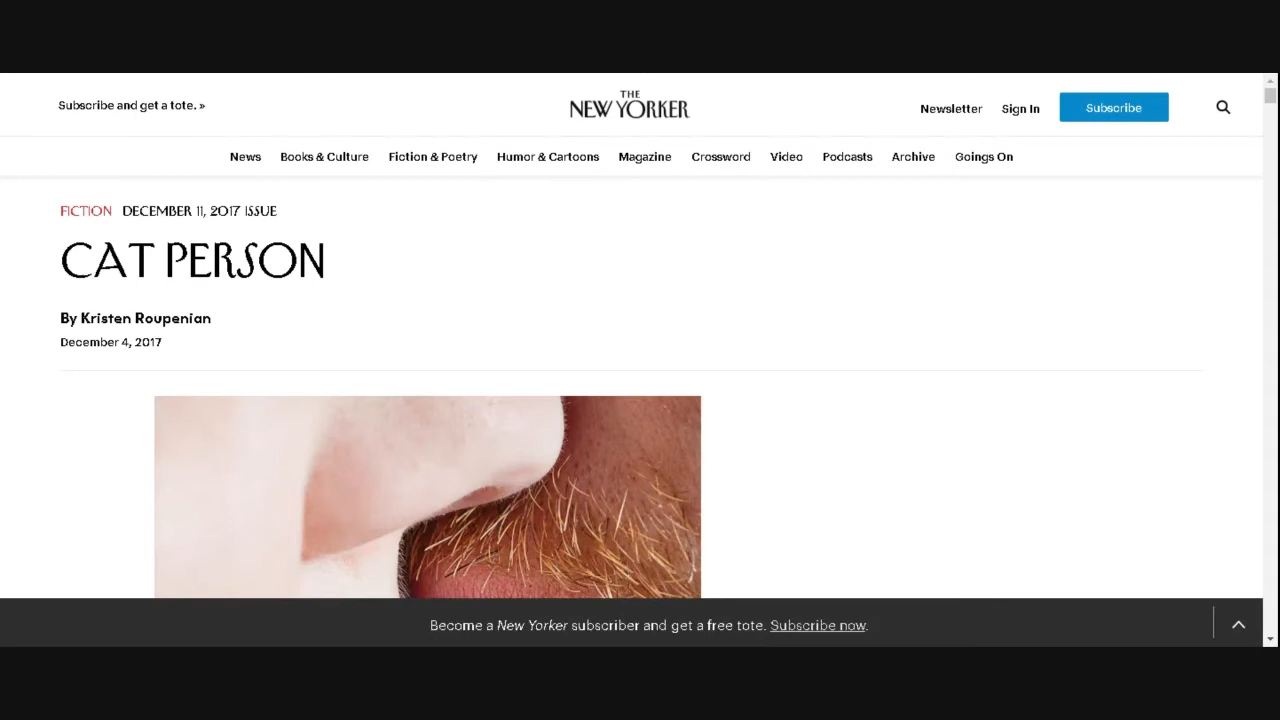 Subscribe and get a tote. »
THE
NEW YORKER
Newsletter Sign In Subscribe
News Books & Culture Fiction & Poetry Humor & Cartoons Magazine Crossword Video Podcasts Archive Goings On
FICTION DECEMBER 11, 2017 ISSUE
CAT PERSON
By Kristen Roupenian
December 4, 2017
Become a New Yorker subscriber and get a free tote. Subscribe now.